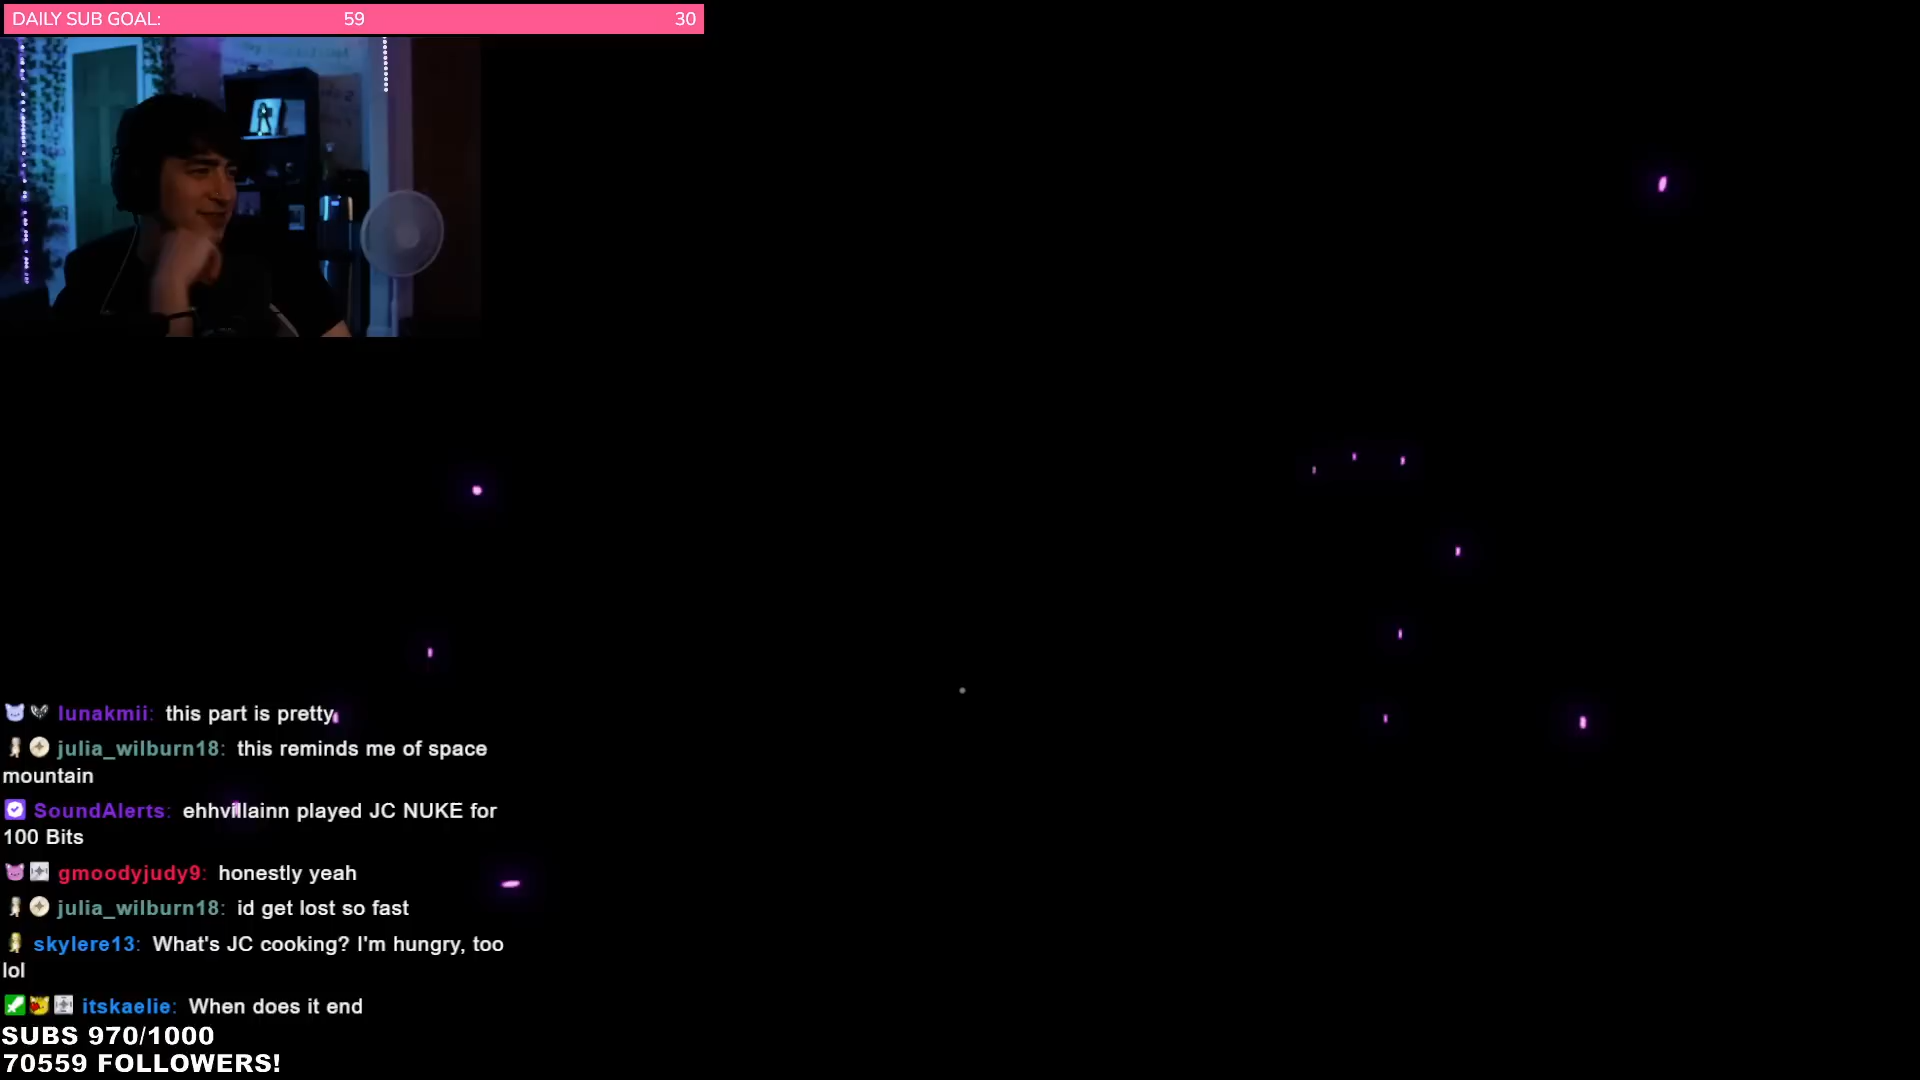 DAILY SUB GOAL: 59 30
lunakmii: this part is pretty
julia_wilburn18: this reminds me of space
mountain
SoundAlerts: ehhvillainn played JC NUKE for
100 Bits
gmoodyjudy9: honestly yeah
julia_wilburn18: id get lost so fast
skylere13: What's JC cooking? I'm hungry, too
lol
itskaelie: When does it end
SUBS 970/1000
70559 FOLLOWERS!